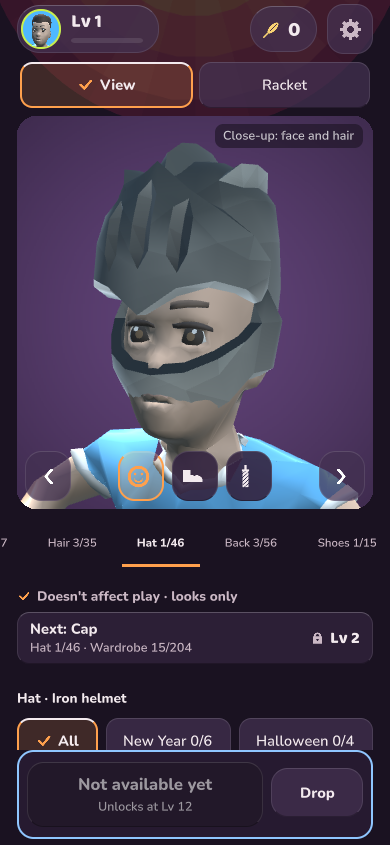 Lv 1
0
View
Racket
Close-up: face and hair
7
Hair 3/35
Hat 1/46
Back 3/56
Shoes 1/15
Doesn't affect play · looks only
Next: Cap
Hat 1/46 · Wardrobe 15/204
Lv 2
Hat · Iron helmet
All
New Year 0/6
Halloween 0/4
Not available yet
Unlocks at Lv 12
Drop